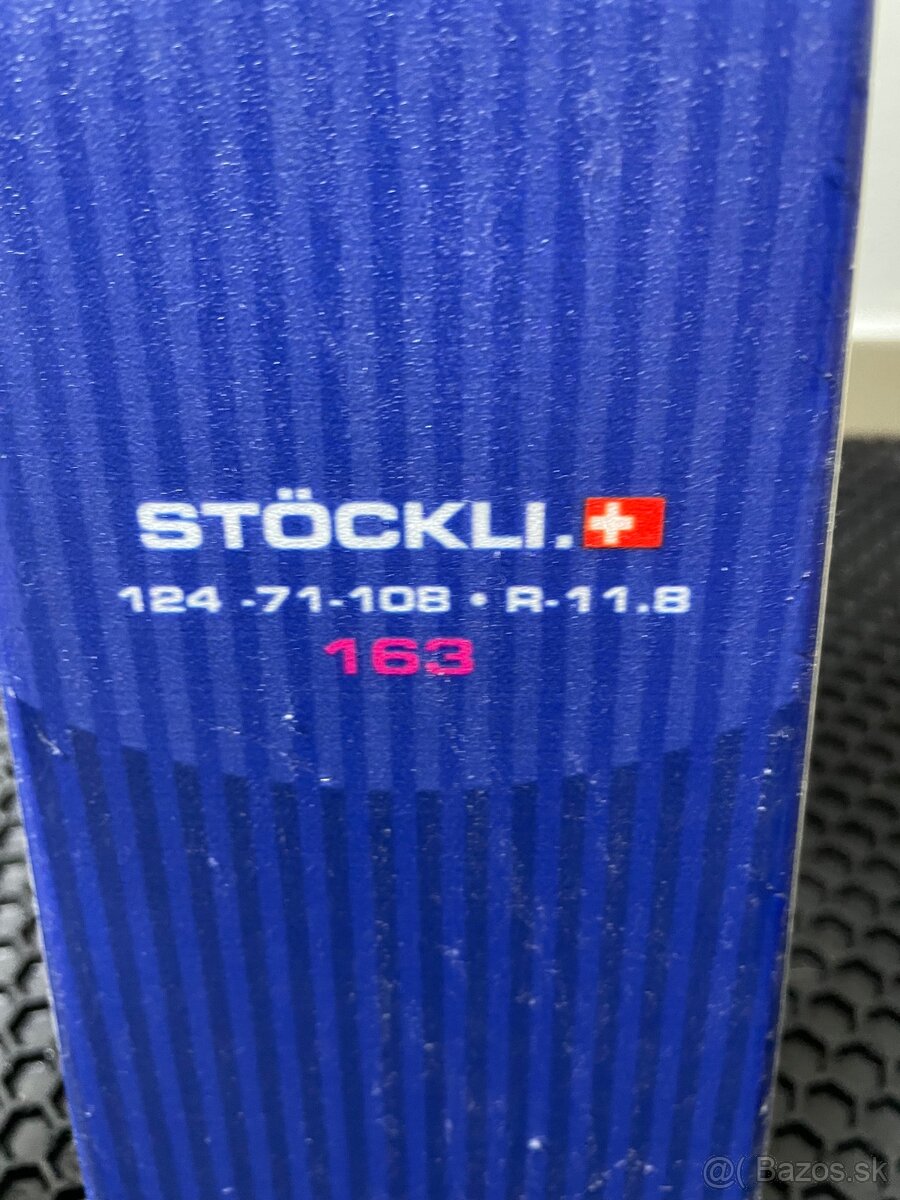 STÖCKLI.
124 -71-108 • R-11.8
163
@( Bazos.sk